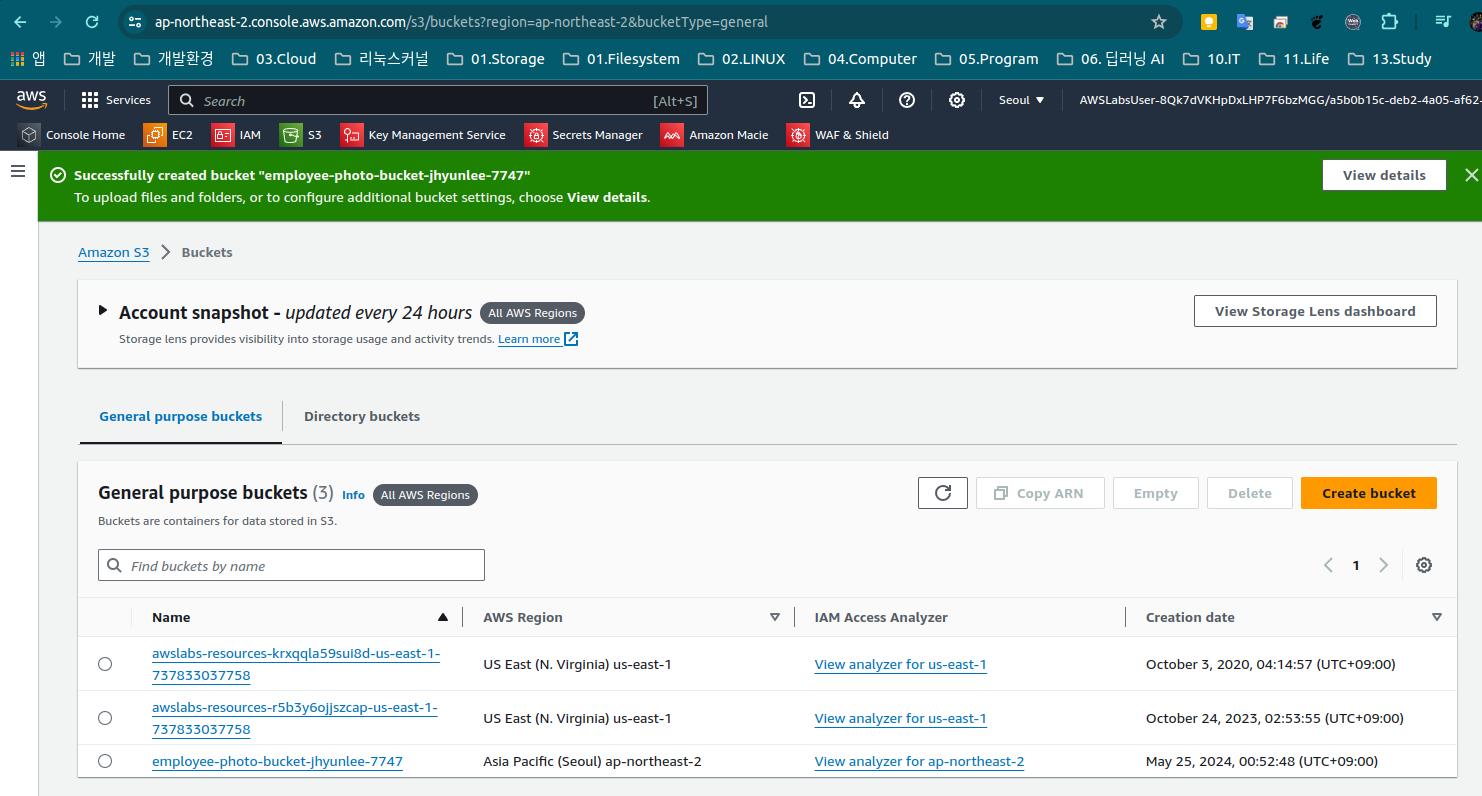 ap-northeast-2.console.aws.amazon.com/s3/buckets?region=ap-northeast-2&bucketType=general
앱 개발 개발환경 03.Cloud 리눅스커널 01.Storage 01.Filesystem 02.LINUX 04.Computer 05.Program 06. 딥러닝 AI 10.IT 11.Life 13.Study
aws Services Search [Alt+S] Seoul ▼ AWSLabsUser-8Qk7dVKHpDxLHP7F6bzMGG/a5b0b15c-deb2-4a05-af62-
Console Home EC2 IAM S3 Key Management Service Secrets Manager Amazon Macie WAF & Shield
Successfully created bucket "employee-photo-bucket-jhyunlee-7747" View details
To upload files and folders, or to configure additional bucket settings, choose View details.
Amazon S3 Buckets
Account snapshot - updated every 24 hours All AWS Regions View Storage Lens dashboard
Storage lens provides visibility into storage usage and activity trends. Learn more
General purpose buckets Directory buckets
General purpose buckets (3) Info All AWS Regions Copy ARN Empty Delete Create bucket
Buckets are containers for data stored in S3.
Find buckets by name 1
Name AWS Region IAM Access Analyzer Creation date
awslabs-resources-krxqqla59sui8d-us-east-1-
737833037758 US East (N. Virginia) us-east-1 View analyzer for us-east-1 October 3, 2020, 04:14:57 (UTC+09:00)
awslabs-resources-r5b3y6ojjszcap-us-east-1-
737833037758 US East (N. Virginia) us-east-1 View analyzer for us-east-1 October 24, 2023, 02:53:55 (UTC+09:00)
employee-photo-bucket-jhyunlee-7747 Asia Pacific (Seoul) ap-northeast-2 View analyzer for ap-northeast-2 May 25, 2024, 00:52:48 (UTC+09:00)